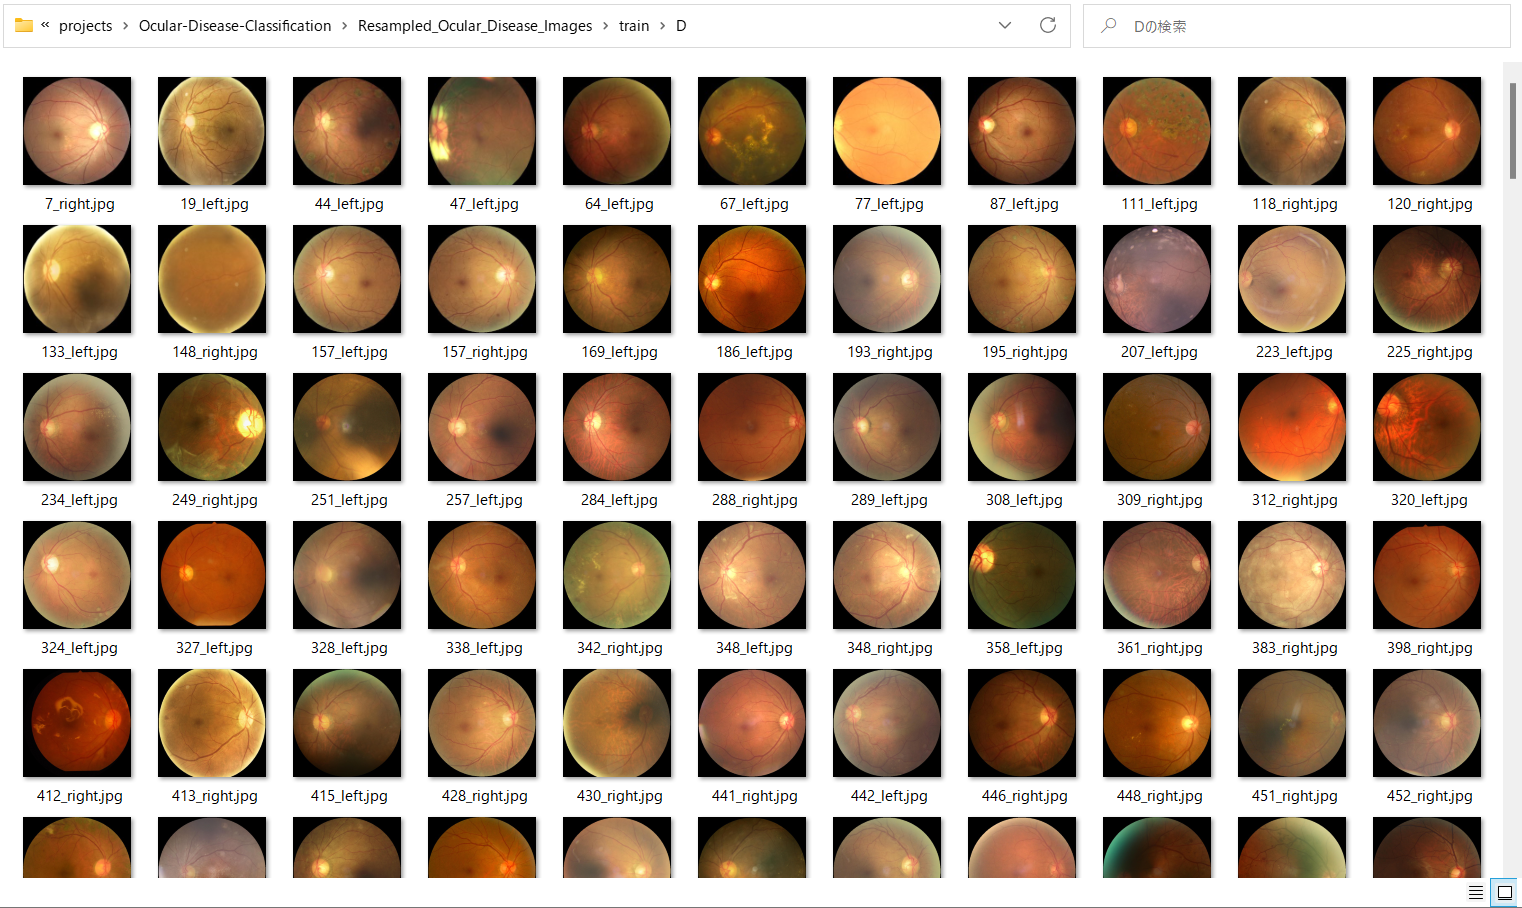 « projects › Ocular-Disease-Classification › Resampled_Ocular_Disease_Images › train › D
Dの検索
7_right.jpg 19_left.jpg 44_left.jpg 47_left.jpg 64_left.jpg 67_left.jpg 77_left.jpg 87_left.jpg 111_left.jpg 118_right.jpg 120_right.jpg
133_left.jpg 148_right.jpg 157_left.jpg 157_right.jpg 169_left.jpg 186_left.jpg 193_right.jpg 195_right.jpg 207_left.jpg 223_left.jpg 225_right.jpg
234_left.jpg 249_right.jpg 251_left.jpg 257_left.jpg 284_left.jpg 288_right.jpg 289_left.jpg 308_left.jpg 309_right.jpg 312_right.jpg 320_left.jpg
324_left.jpg 327_left.jpg 328_left.jpg 338_left.jpg 342_right.jpg 348_left.jpg 348_right.jpg 358_left.jpg 361_right.jpg 383_right.jpg 398_right.jpg
412_right.jpg 413_right.jpg 415_left.jpg 428_right.jpg 430_right.jpg 441_right.jpg 442_left.jpg 446_right.jpg 448_right.jpg 451_right.jpg 452_right.jpg